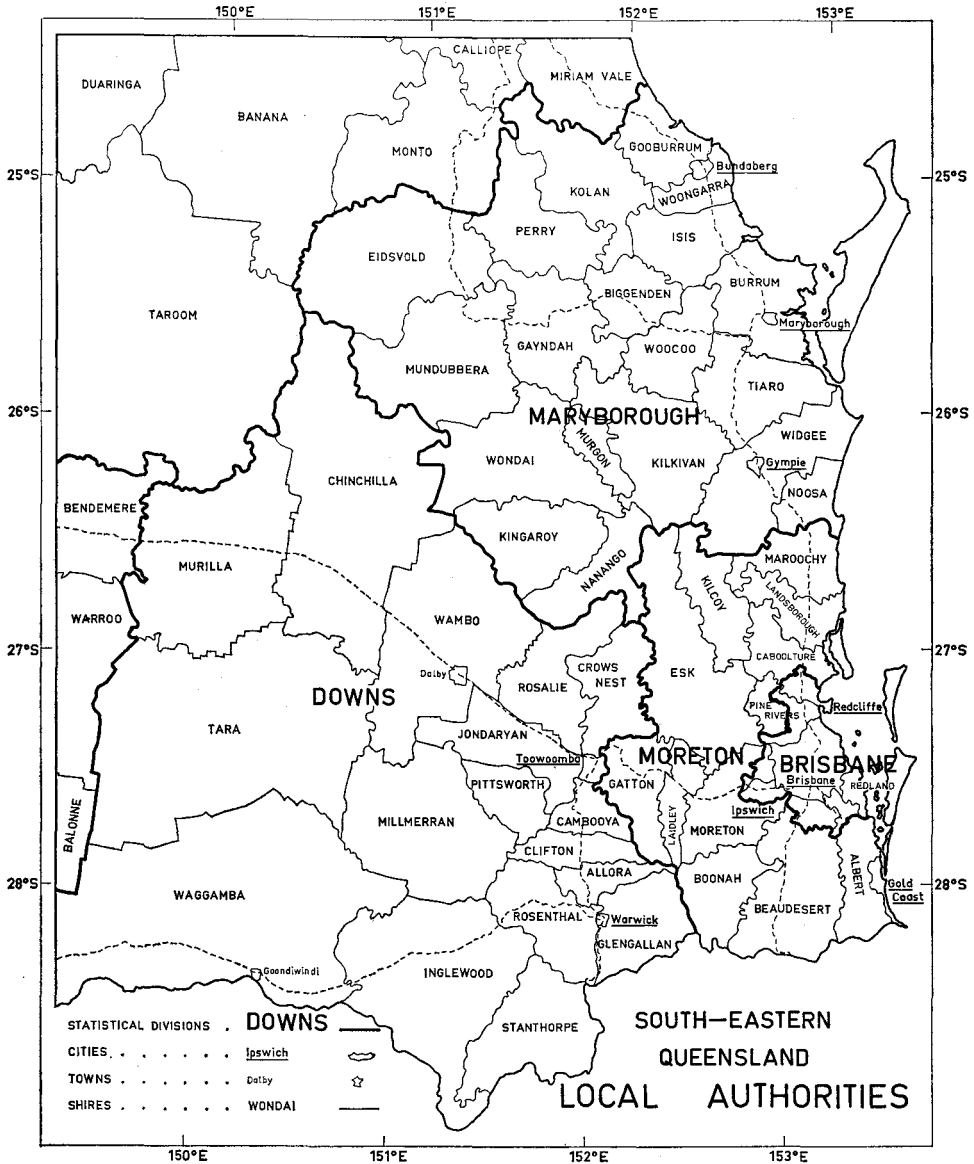 150°E 151°E 152°E 153°E
CALLIOPE
MIRIAM VALE
DUARINGA
BANANA
MONTO
GOOBURRUM
Bundaberg
25°S
25°S
KOLAN
WOONGARRA
PERRY
ISIS
EIDSVOLD
BIGGENDEN
BURRUM
TAROOM
Maryborough
GAYNDAH
WOOCOO
MUNDUBBERA
TIARO
26°S
MARYBOROUGH
26°S
WIDGEE
WONDAI
MURGON
KILKIVAN
Gympie
CHINCHILLA
NOOSA
BENDEMERE
KINGAROY
MURILLA
NANANGO
MAROOCHY
KILCOY
LANDSBOROUGH
WARROO
WAMBO
27°S
27°S
CABOOLTURE
Dalby
CROWS
NEST
ESK
ROSALIE
DOWNS
PINE
RIVERS
Redcliffe
TARA
JONDARYAN
Toowoomba
MORETON
BRISBANE
Brisbane
REDLAND
PITTSWORTH
GATTON
Ipswich
BALONNE
MILLMERRAN
CAMBOOYA
LAIDLEY
MORETON
CLIFTON
ALLORA
BOONAH
ALBERT
28°S
28°S
WAGGAMBA
Gold
Coast
BEAUDESERT
ROSENTHAL
Warwick
GLENGALLAN
Goondiwindi
INGLEWOOD
STANTHORPE
STATISTICAL DIVISIONS . DOWNS
CITIES . . . . . . . Ipswich
TOWNS . . . . . . Dalby
SHIRES . . . . . . WONDAI
SOUTH—EASTERN
QUEENSLAND
LOCAL AUTHORITIES
150°E 151°E 152°E 153°E